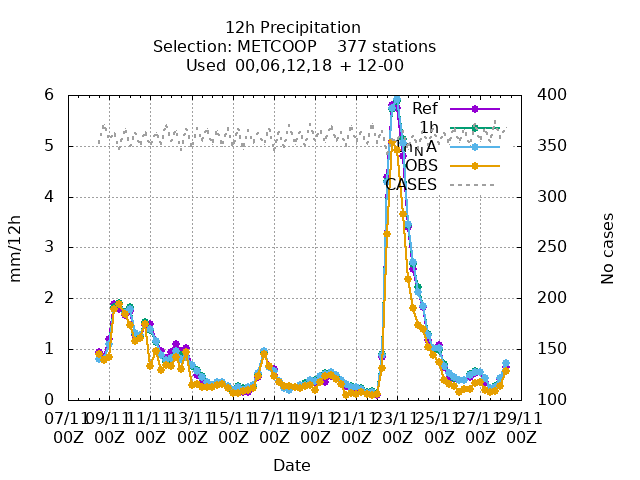 12h Precipitation
Selection: METCOOP 377 stations
Used 00,06,12,18 + 12-00
6 400
Ref
1h
5 350
n_N A
OBS
CASES
4 300
mm/12h
No cases
3 250
2 200
1 150
0 100
07/11 09/11 11/11 13/11 15/11 17/11 19/11 21/11 23/11 25/11 27/11 29/11
00Z 00Z 00Z 00Z 00Z 00Z 00Z 00Z 00Z 00Z 00Z 00Z
Date